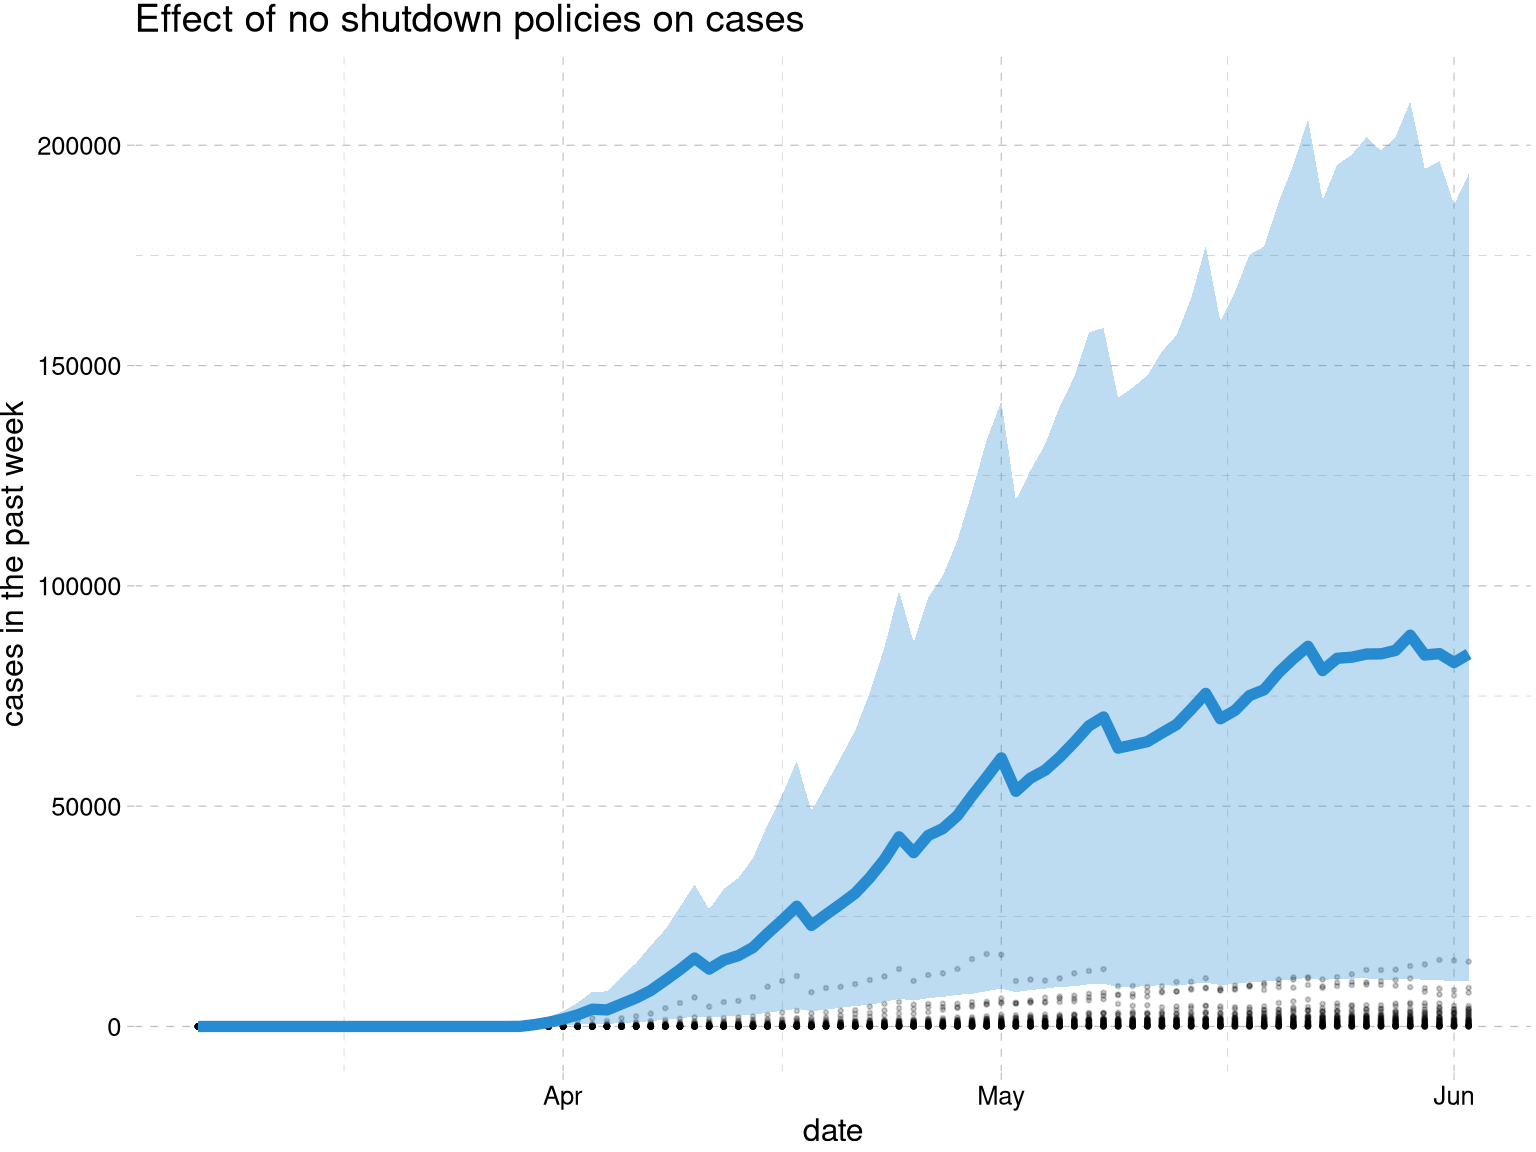 Effect of no shutdown policies on cases
200000
150000
100000
50000
0
cases in the past week
Apr
May
Jun
date